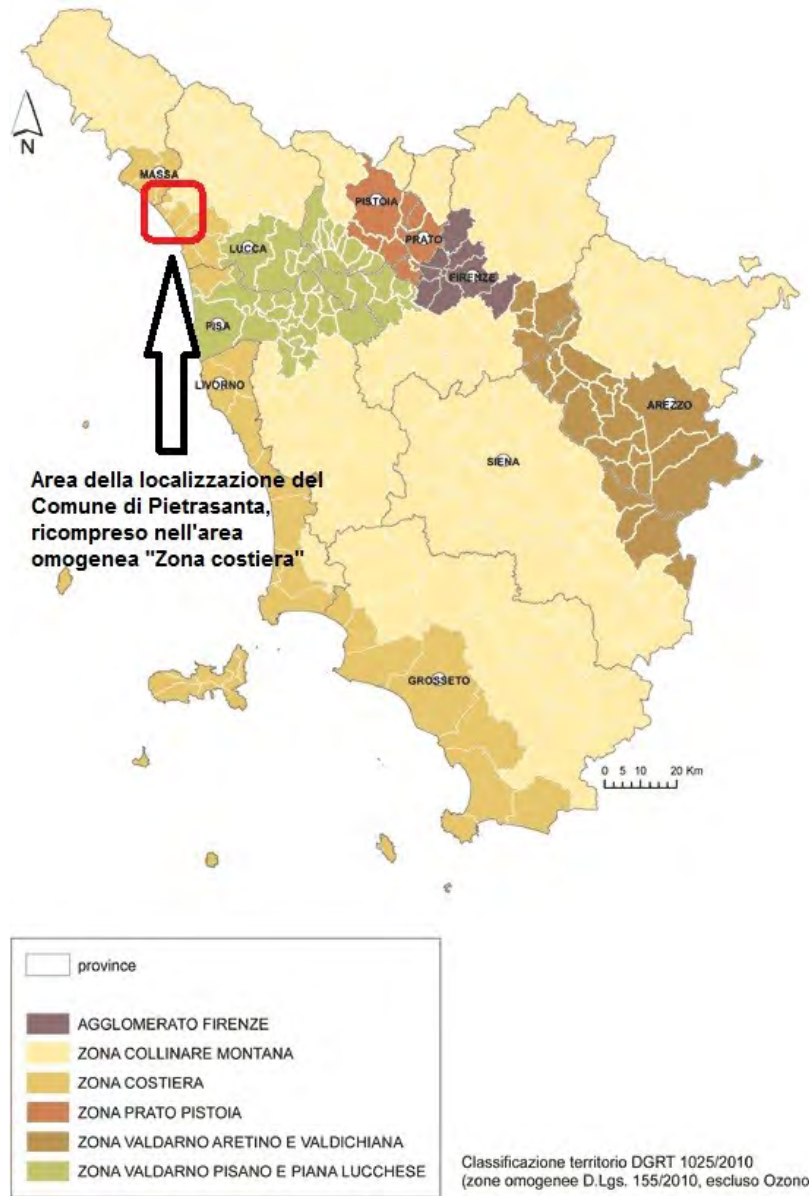 N
MASSA
PISTOIA
PRATO
LUCCA
FIRENZE
PISA
LIVORNO
AREZZO
SIENA
Area della localizzazione del
Comune di Pietrasanta,
ricompreso nell'area
omogenea "Zona costiera"
GROSSETO
0 5 10 20 Km
province
AGGLOMERATO FIRENZE
ZONA COLLINARE MONTANA
ZONA COSTIERA
ZONA PRATO PISTOIA
ZONA VALDARNO ARETINO E VALDICHIANA
ZONA VALDARNO PISANO E PIANA LUCCHESE
Classificazione territorio DGRT 1025/2010
(zone omogenee D.Lgs. 155/2010, escluso Ozono